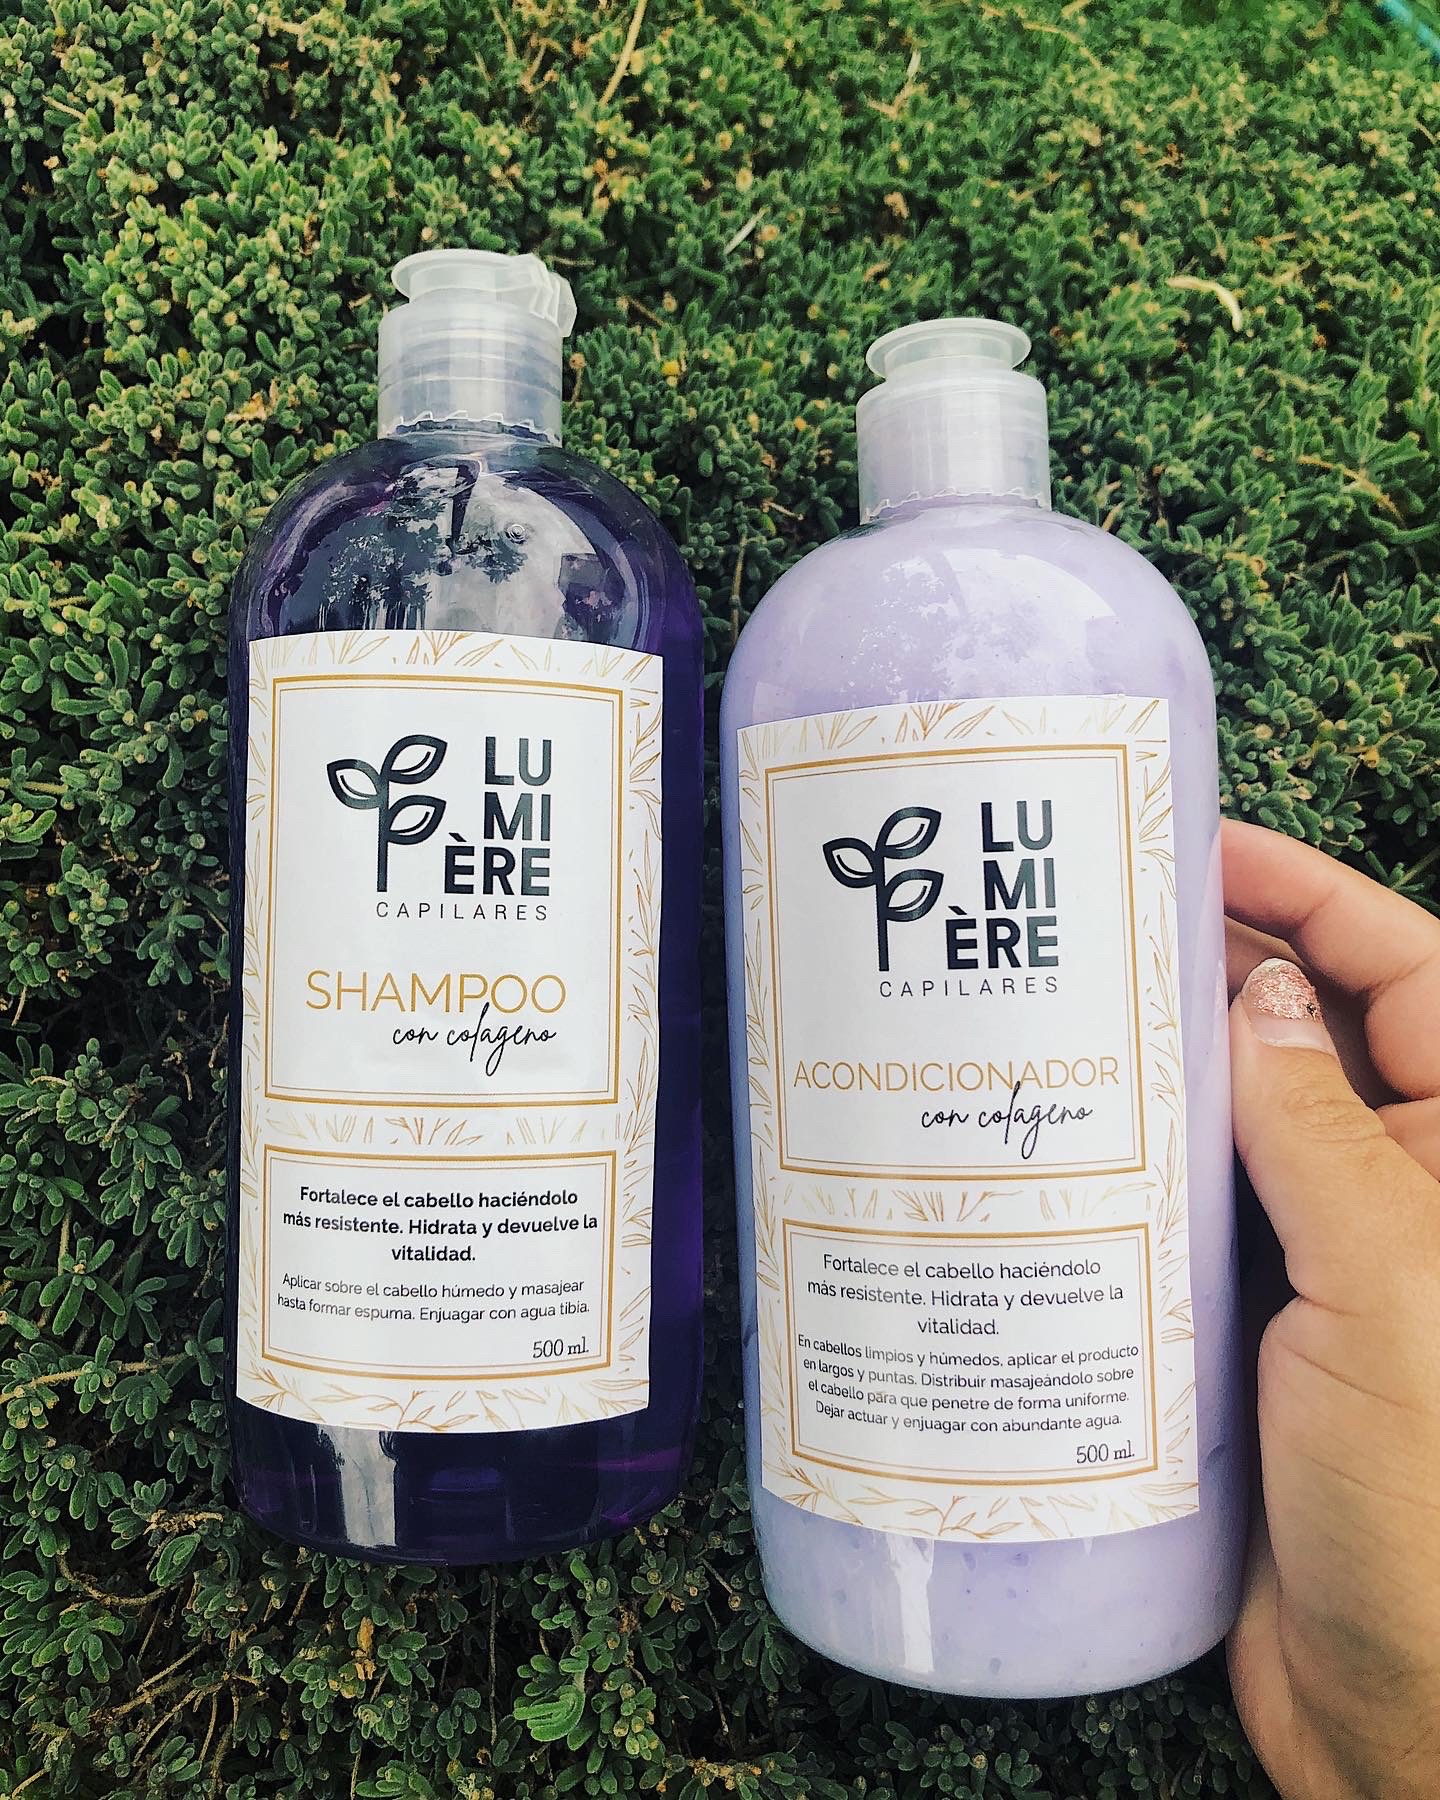 LU
MI
ÈRE
CAPILARES
SHAMPOO
con colageno
Fortalece el cabello haciéndolo
más resistente. Hidrata y devuelve la
vitalidad.
Aplicar sobre el cabello húmedo y masajear
hasta formar espuma. Enjuagar con agua tibia.
500 ml.
LU
MI
ÈRE
CAPILARES
ACONDICIONADOR
con colageno
Fortalece el cabello haciéndolo
más resistente. Hidrata y devuelve la
vitalidad.
En cabellos limpios y húmedos, aplicar el producto
en largos y puntas. Distribuir masajeándolo sobre
el cabello para que penetre de forma uniforme.
Dejar actuar y enjuagar con abundante agua.
500 ml.